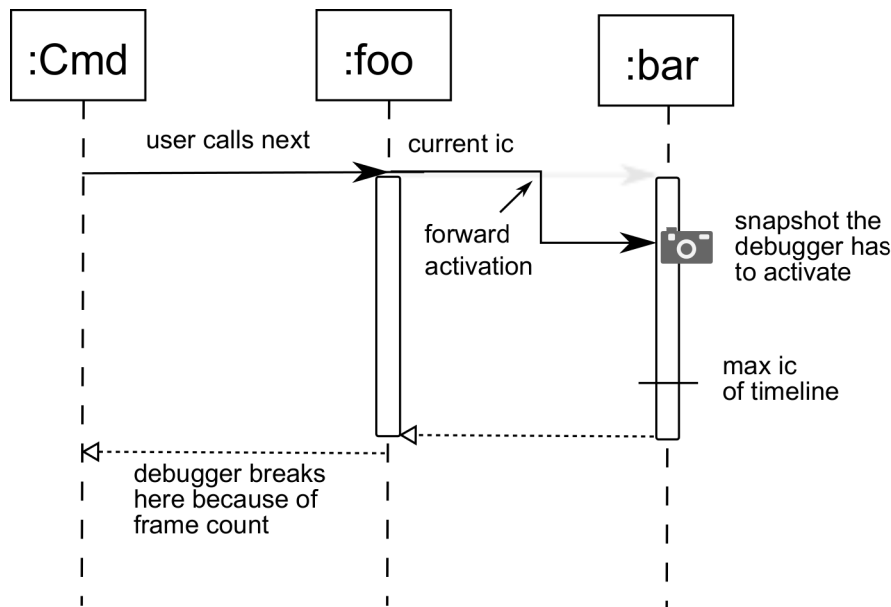 :Cmd
:foo
:bar
user calls next
current ic
forward
activation
snapshot the
debugger has
to activate
max ic
of timeline
debugger breaks
here because of
frame count